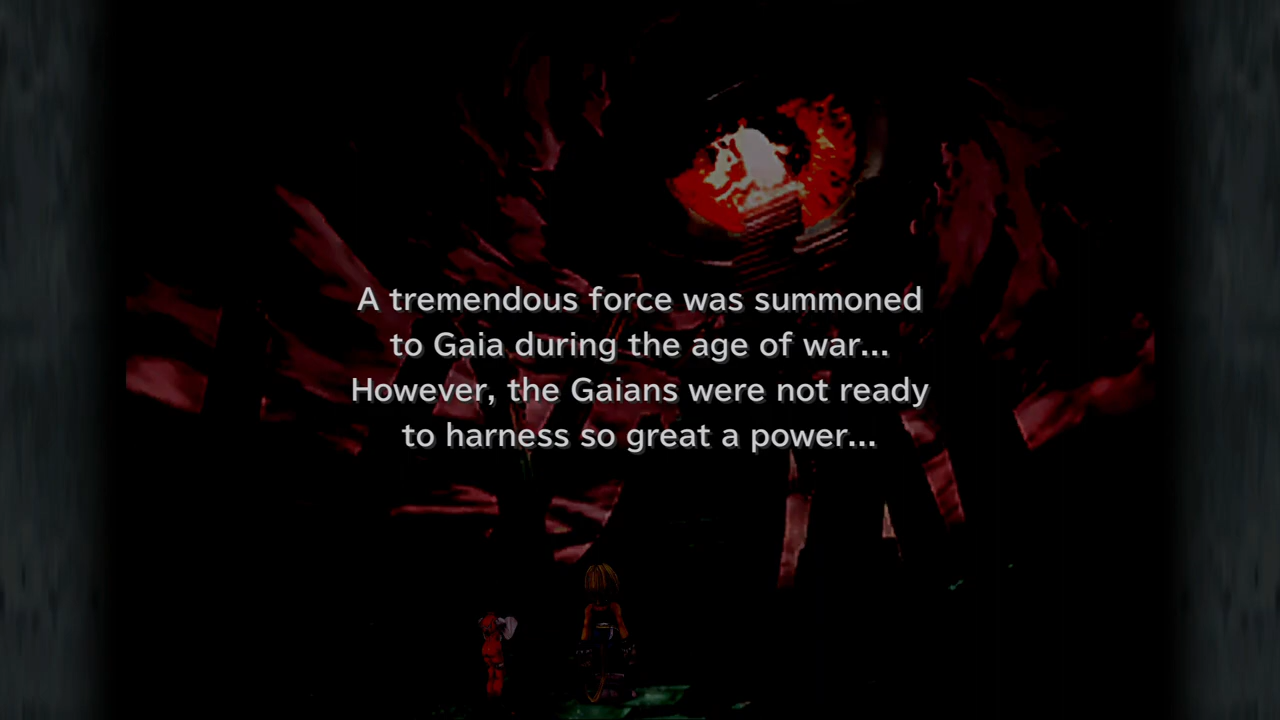 A tremendous force was summoned
to Gaia during the age of war...
However, the Gaians were not ready
to harness so great a power...